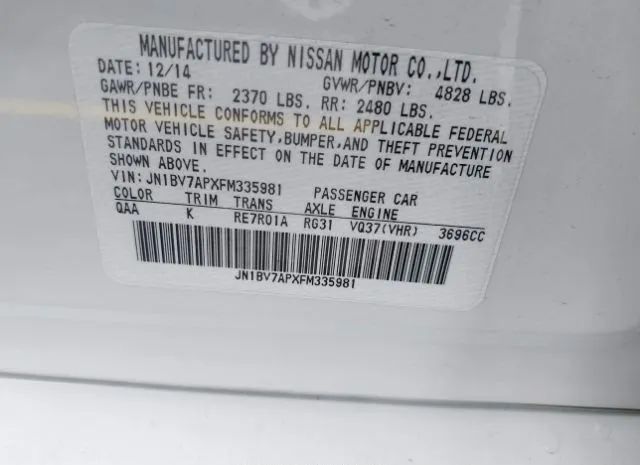 MANUFACTURED BY NISSAN MOTOR CO.,LTD.
DATE: 12/14 GVWR/PNBV: 4828 LBS.
GAWR/PNBE FR: 2370 LBS. RR: 2480 LBS.
THIS VEHICLE CONFORMS TO ALL APPLICABLE FEDERAL
MOTOR VEHICLE SAFETY,BUMPER,AND THEFT PREVENTION
STANDARDS IN EFFECT ON THE DATE OF MANUFACTURE
SHOWN ABOVE.
VIN: JN1BV7APXFM335981 PASSENGER CAR
COLOR TRIM TRANS AXLE ENGINE
QAA K RE7R01A RG31 VQ37(VHR) 3696CC
JN1BV7APXFM335981